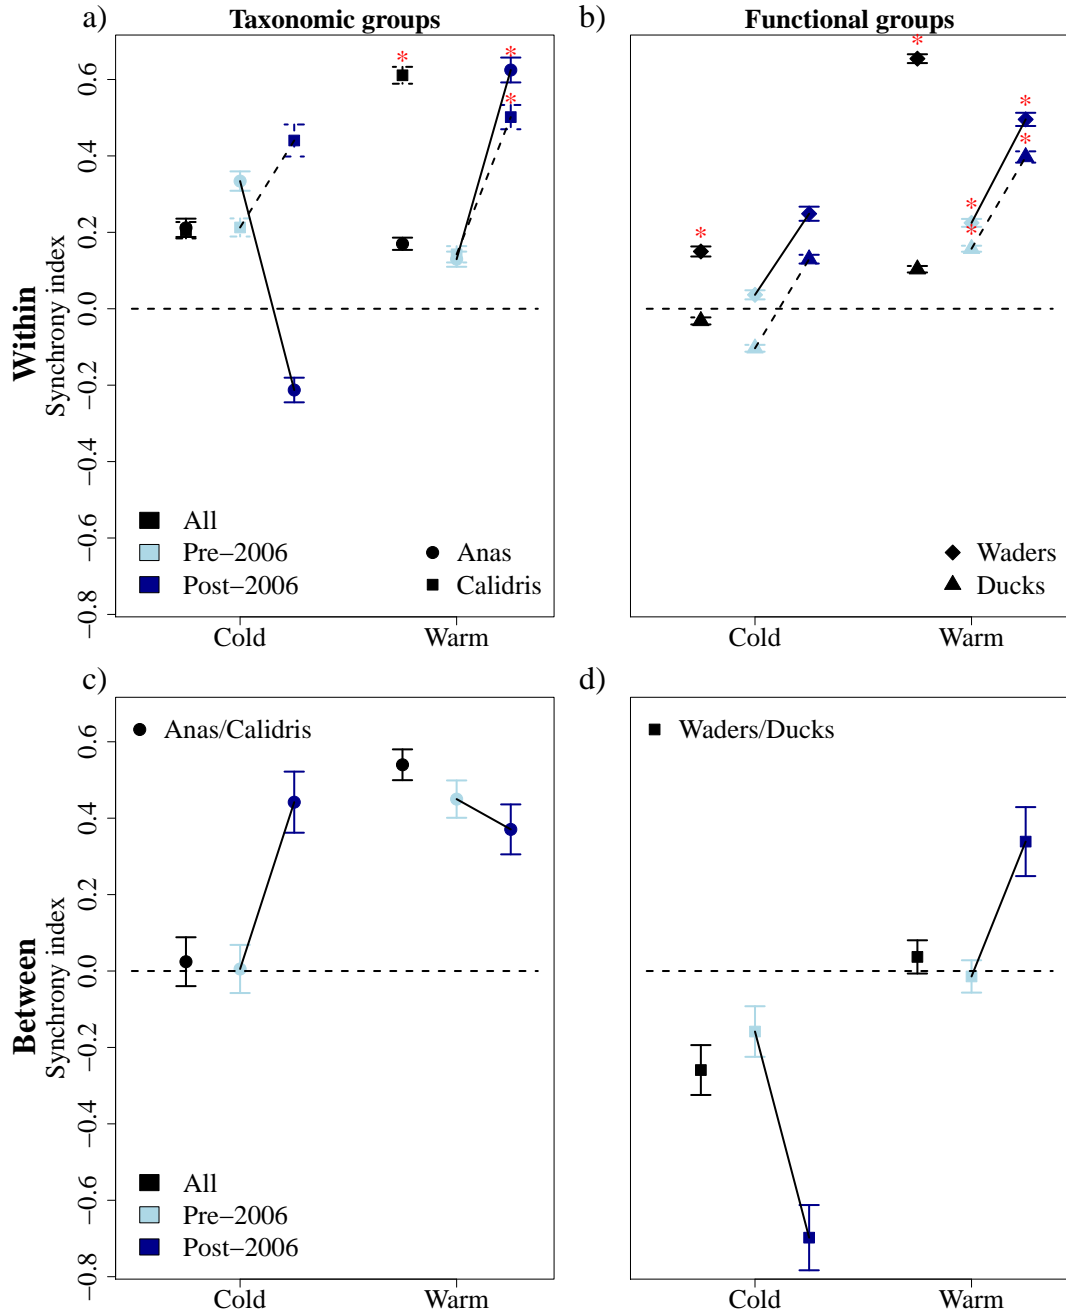 a)
Taxonomic groups
b)
Functional groups
Within
Synchrony index
0.6
0.4
0.2
0.0
−0.2
−0.4
−0.6
−0.8
*
*
*
*
*
*
*
*
*
All
Pre−2006
Post−2006
Anas
Calidris
Waders
Ducks
Cold
Warm
Cold
Warm
c)
d)
Between
Synchrony index
0.6
0.4
0.2
0.0
−0.2
−0.4
−0.6
−0.8
Anas/Calidris
Waders/Ducks
All
Pre−2006
Post−2006
Cold
Warm
Cold
Warm